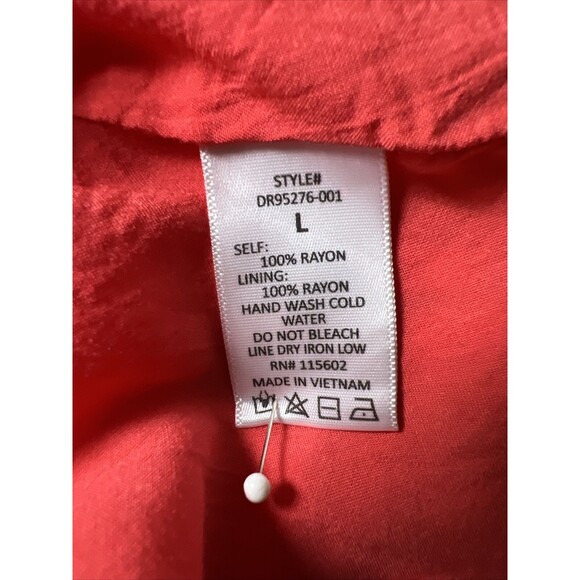 STYLE#
DR95276-001
L
SELF:
100% RAYON
LINING:
100% RAYON
HAND WASH COLD
WATER
DO NOT BLEACH
LINE DRY IRON LOW
RN# 115602
MADE IN VIETNAM